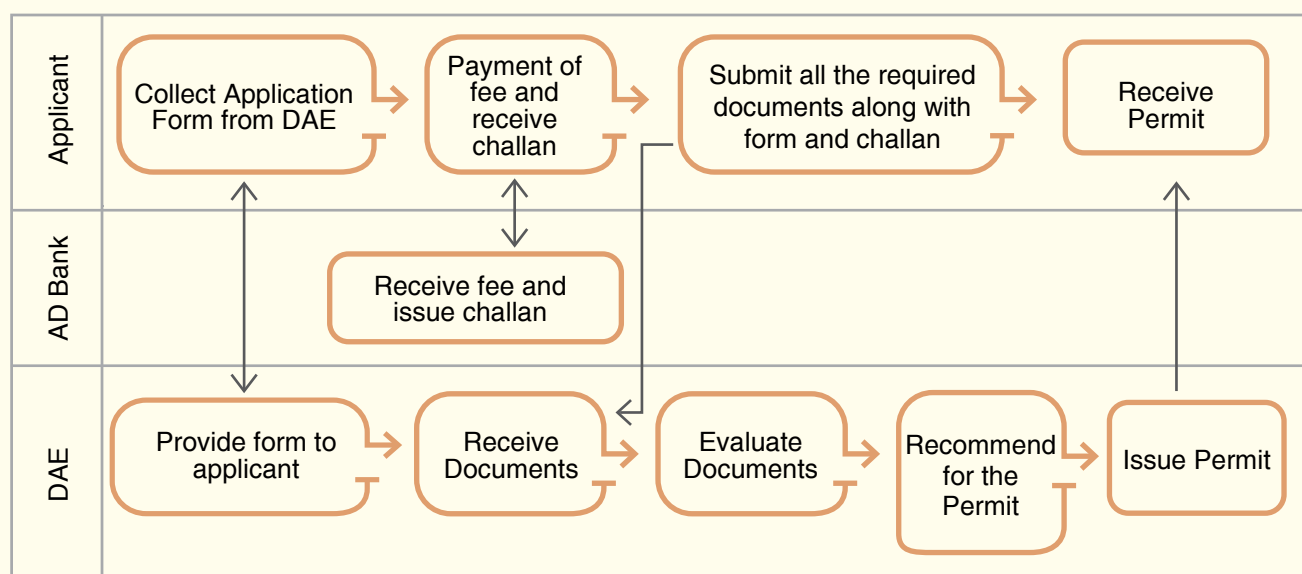 Applicant
Collect Application
Form from DAE
Payment of
fee and
receive
challan
Submit all the required
documents along with
form and challan
Receive
Permit
AD Bank
Receive fee and
issue challan
DAE
Provide form to
applicant
Receive
Documents
Evaluate
Documents
Recommend
for the
Permit
Issue Permit